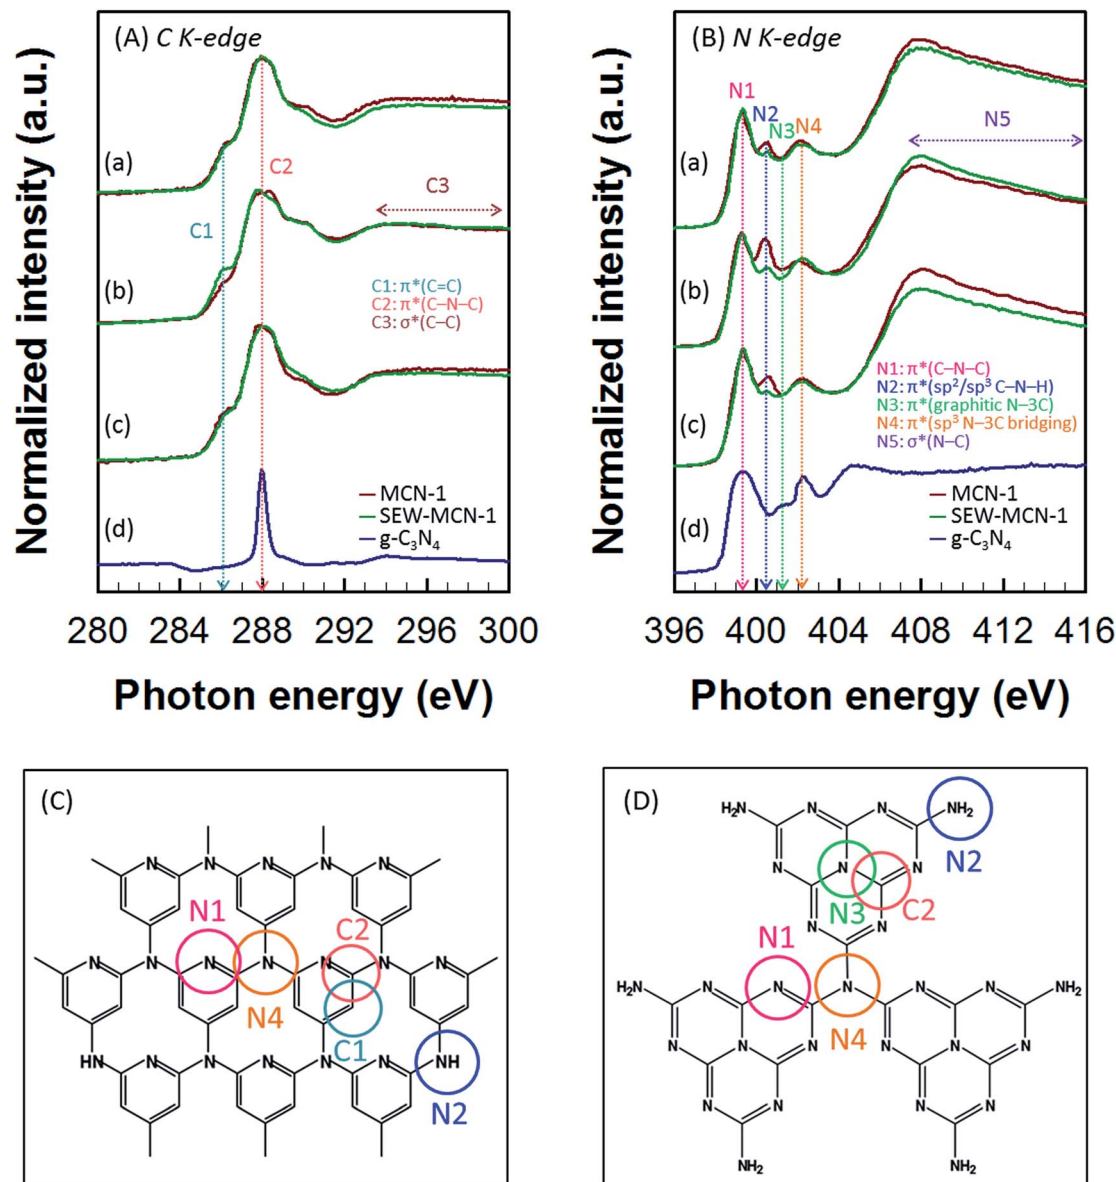 (A) C K-edge
Normalized intensity (a.u.)
(a)
C2
C3
C1
(b)
C1: π*(C=C)
C2: π*(C–N–C)
C3: σ*(C–C)
(c)
MCN-1
SEW-MCN-1
g-C₃N₄
(d)
280 284 288 292 296 300
Photon energy (eV)
(B) N K-edge
Normalized intensity (a.u.)
N1
N2
N3
N4
N5
(a)
(b)
N1: π*(C–N–C)
N2: π*(sp²/sp³ C–N–H)
N3: π*(graphitic N–3C)
N4: π*(sp³ N–3C bridging)
N5: σ*(N–C)
(c)
MCN-1
SEW-MCN-1
g-C₃N₄
(d)
396 400 404 408 412 416
Photon energy (eV)
(C)
N N N N N
N1 C2
N N N N N N N
N4
C1
HN N N N N NH
N N
N2
(D)
H₂N N N NH₂
N2
N N N
N3 C2
N N
N1 N
H₂N N N N N NH₂
N4
N N N N N N
N N N N
NH₂ NH₂